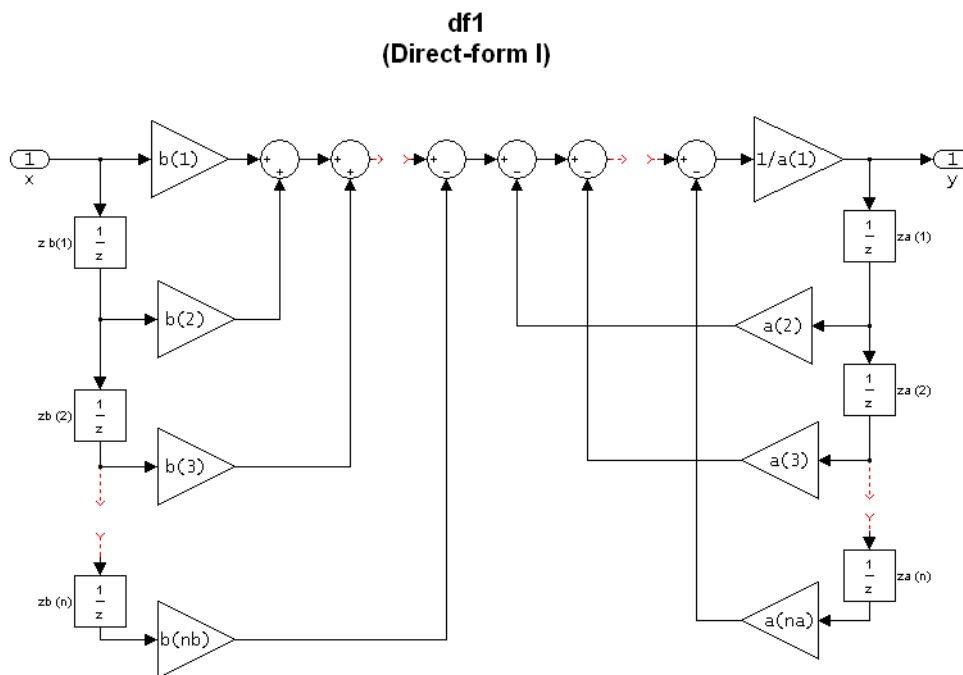 df1
(Direct-form I)
1
x
b(1)
+
+
+
+
+
−
+
−
+
−
+
−
1/a(1)
1
y
z b(1)
1
z
b(2)
zb (2)
1
z
b(3)
zb (n)
1
z
b(nb)
1
z
za (1)
a(2)
1
z
za (2)
a(3)
1
z
za (n)
a(na)